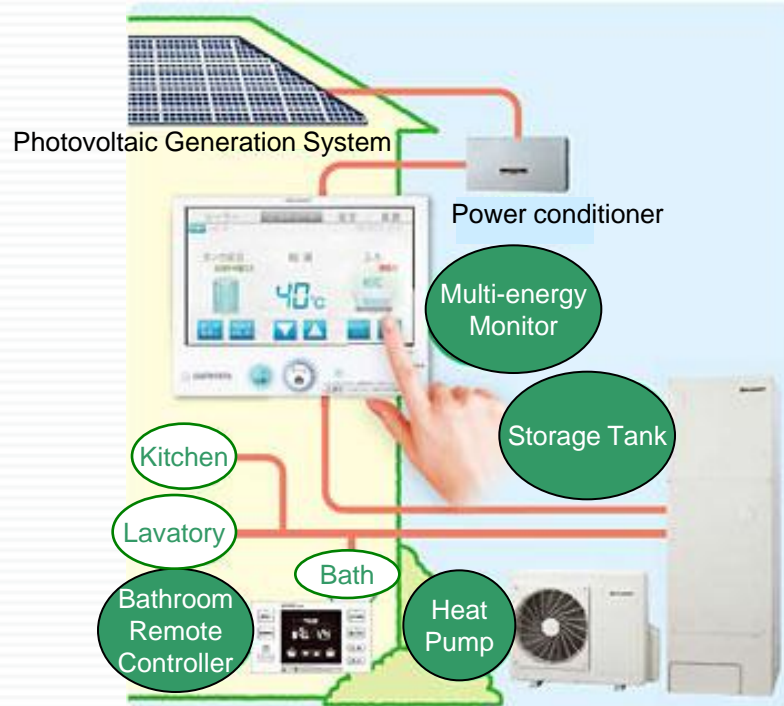 Photovoltaic Generation System
Power conditioner
40℃
Multi-energy
Monitor
Storage Tank
Kitchen
Lavatory
Bath
Bathroom
Remote
Controller
Heat
Pump